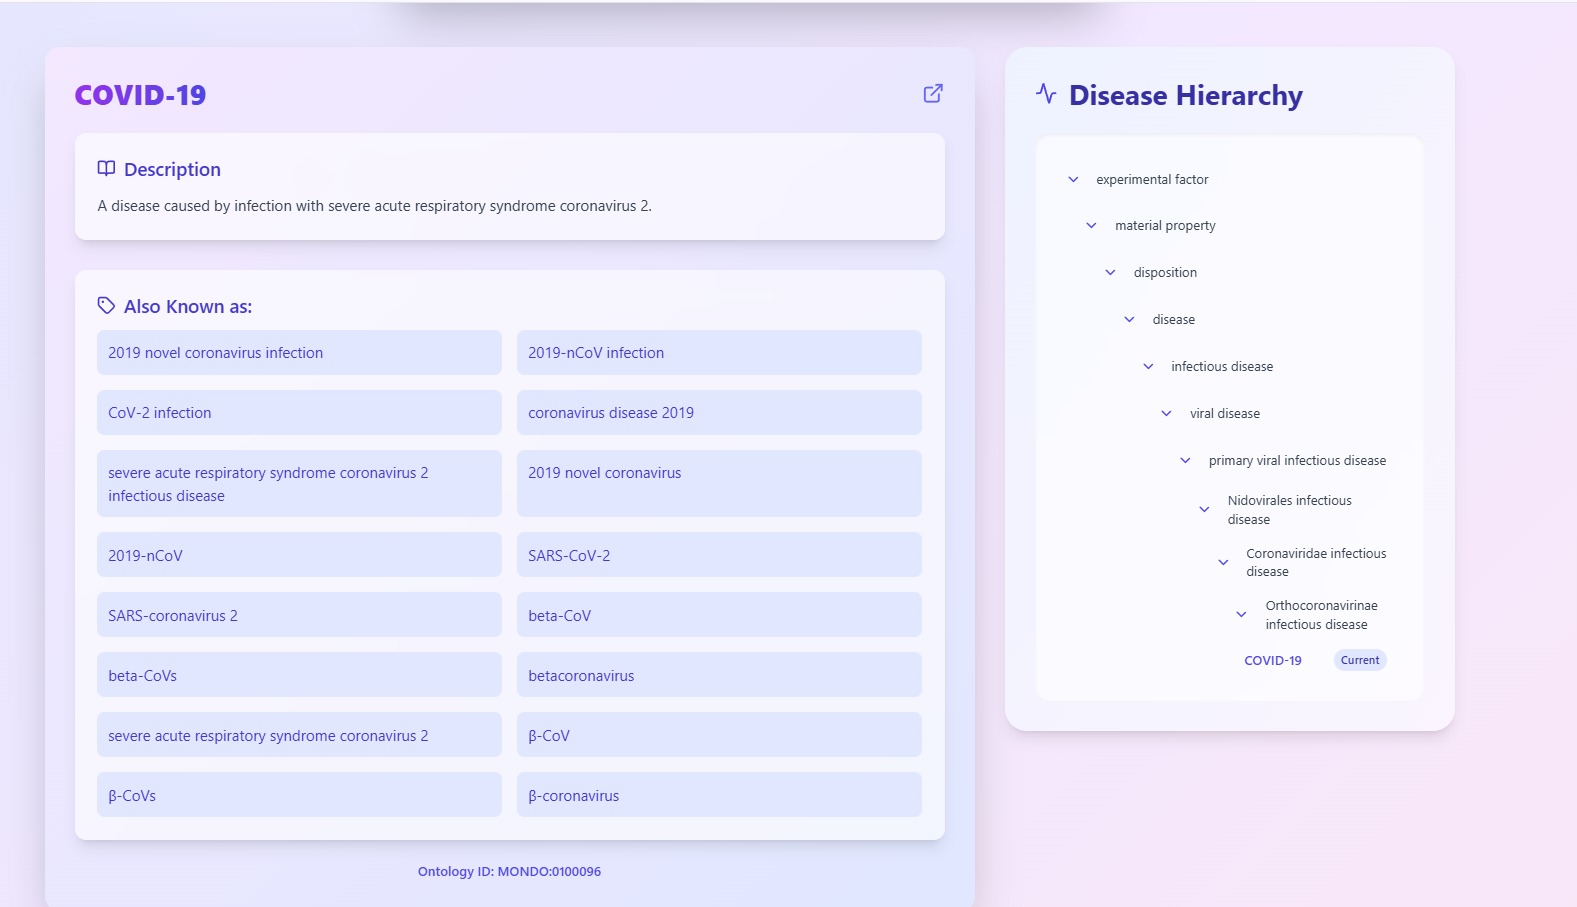 COVID-19
Description
A disease caused by infection with severe acute respiratory syndrome coronavirus 2.
Also Known as:
2019 novel coronavirus infection
2019-nCoV infection
CoV-2 infection
coronavirus disease 2019
severe acute respiratory syndrome coronavirus 2
infectious disease
2019 novel coronavirus
2019-nCoV
SARS-CoV-2
SARS-coronavirus 2
beta-CoV
beta-CoVs
betacoronavirus
severe acute respiratory syndrome coronavirus 2
β-CoV
β-CoVs
β-coronavirus
Ontology ID: MONDO:0100096
Disease Hierarchy
experimental factor
material property
disposition
disease
infectious disease
viral disease
primary viral infectious disease
Nidovirales infectious
disease
Coronaviridae infectious
disease
Orthocoronavirinae
infectious disease
COVID-19 Current